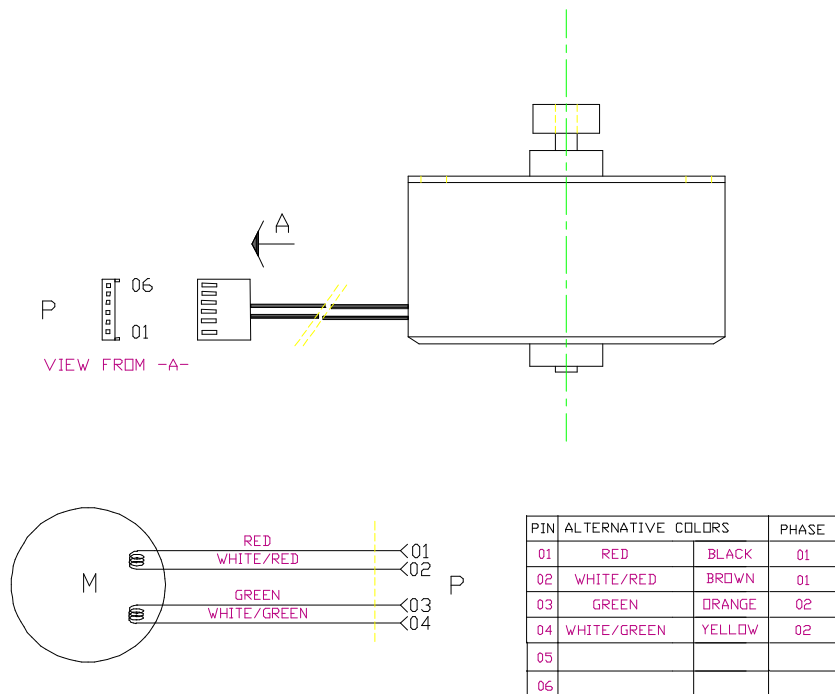 A
P
06
01
VIEW FROM -A-
M
RED
WHITE/RED
GREEN
WHITE/GREEN
01
02
03
04
P
PIN ALTERNATIVE COLORS PHASE
01 RED BLACK 01
02 WHITE/RED BROWN 01
03 GREEN ORANGE 02
04 WHITE/GREEN YELLOW 02
05
06